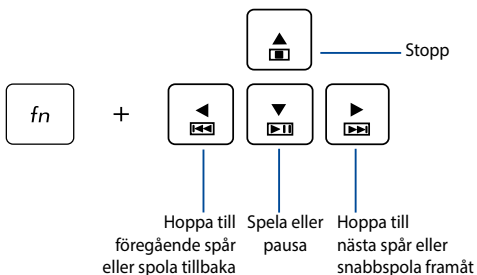 Stopp
fn
+
Hoppa till
föregående spår
eller spola tillbaka
Spela eller
pausa
Hoppa till
nästa spår eller
snabbspola framåt